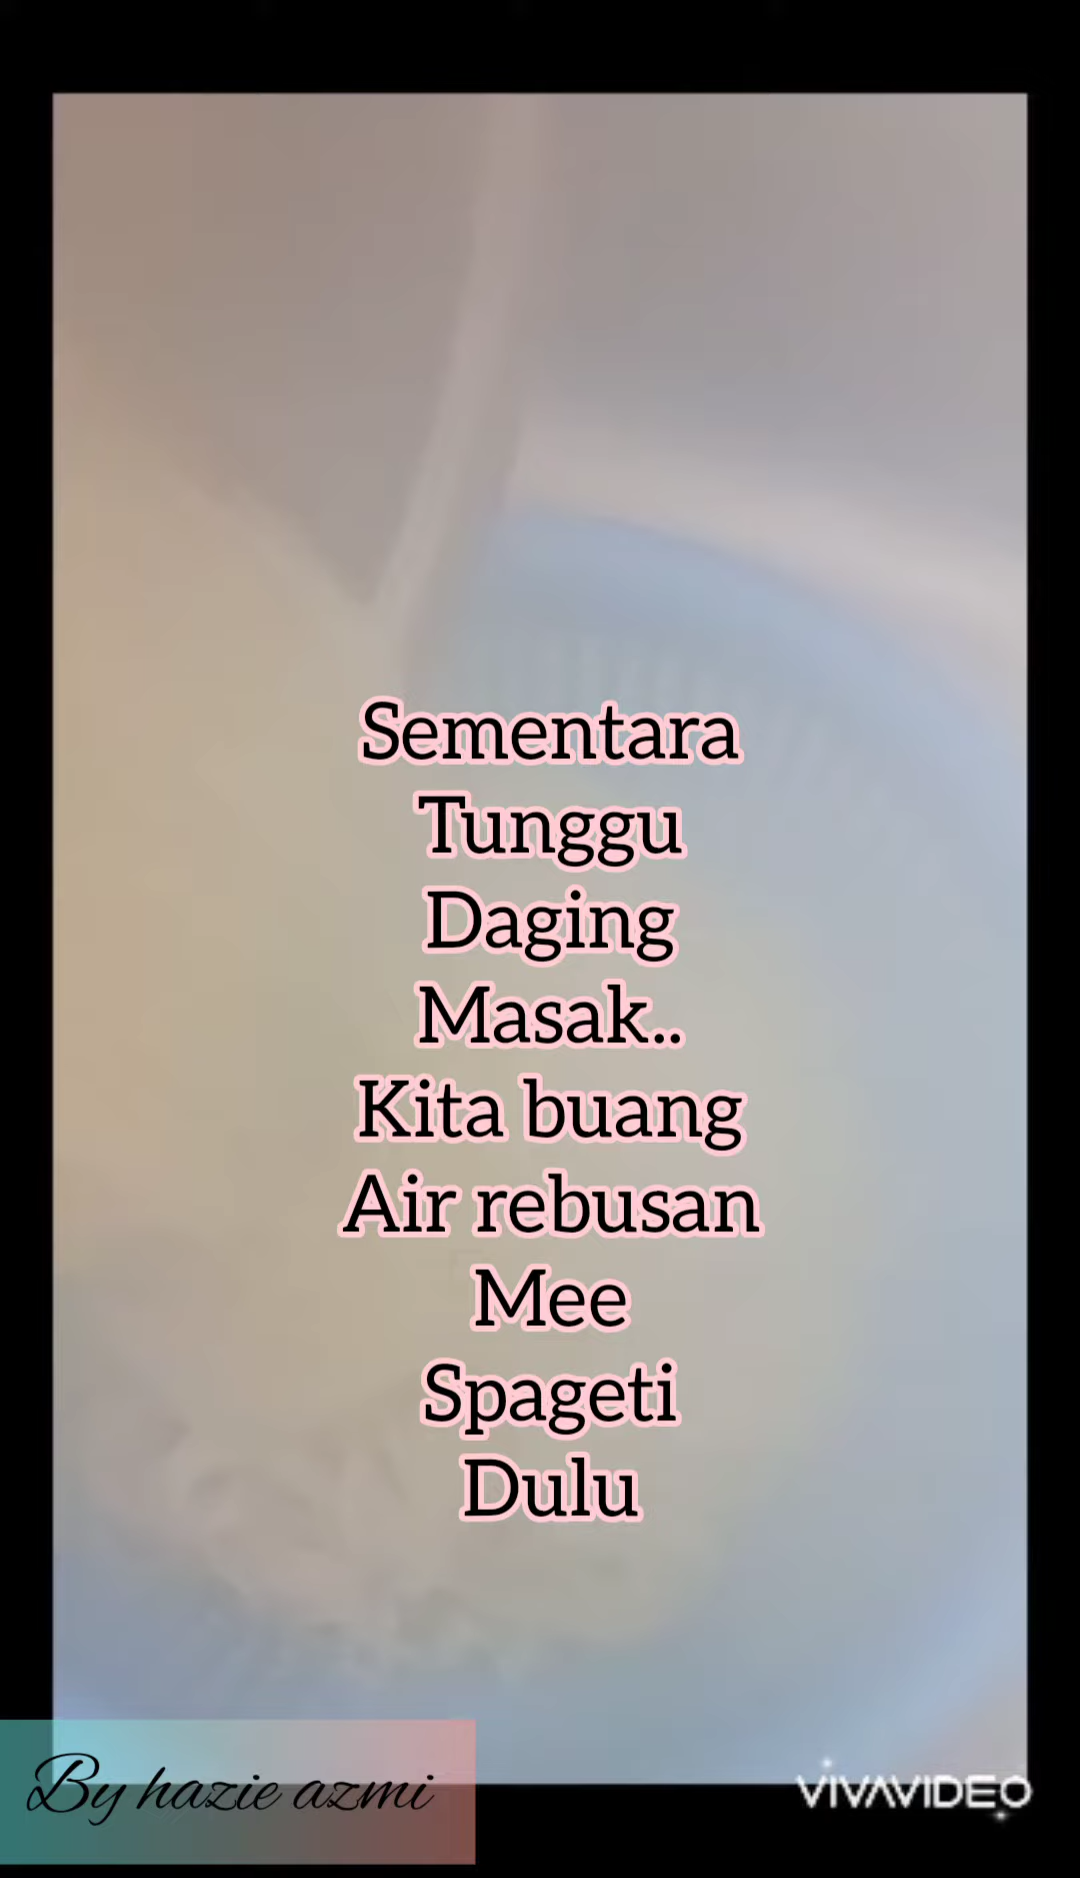 Sementara
Tunggu
Daging
Masak..
Kita buang
Air rebusan
Mee
Spageti
Dulu
By hazie azmi
VIVAVIDEO